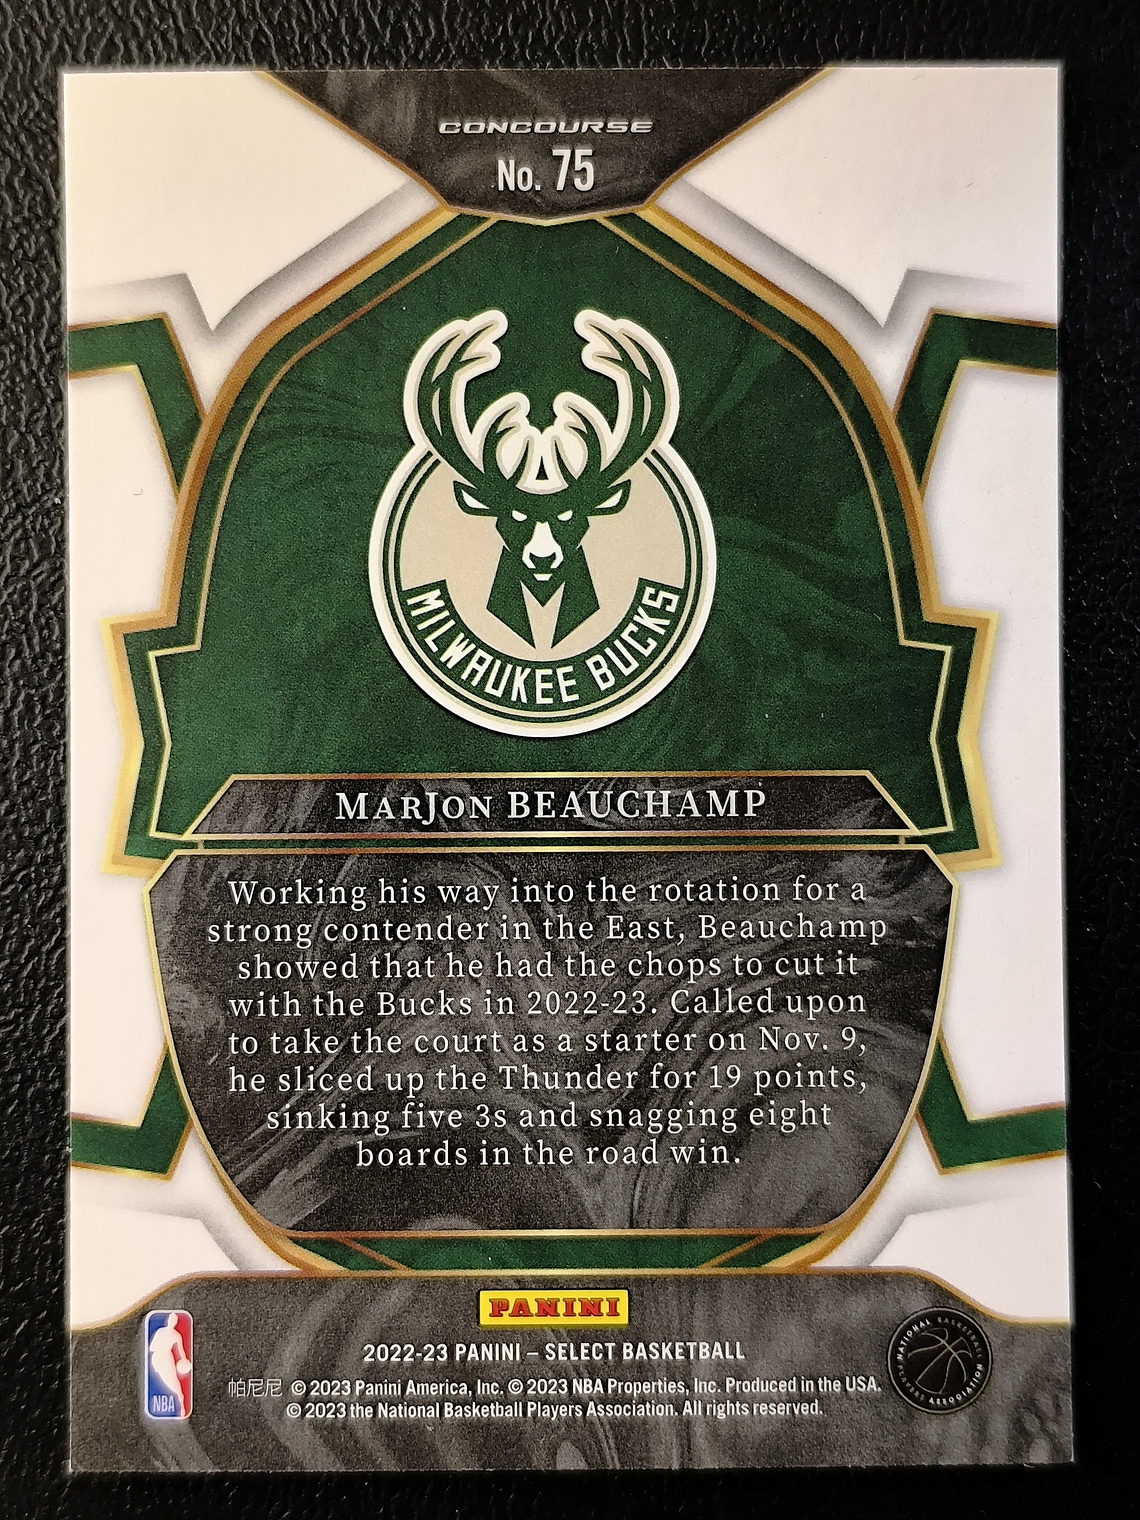 CONCOURSE
No. 75
MILWAUKEE BUCKS
MARJON BEAUCHAMP
Working his way into the rotation for a
strong contender in the East, Beauchamp
showed that he had the chops to cut it
with the Bucks in 2022-23. Called upon
to take the court as a starter on Nov. 9,
he sliced up the Thunder for 19 points,
sinking five 3s and snagging eight
boards in the road win.
PANINI
2022-23 PANINI – SELECT BASKETBALL
帕尼尼 © 2023 Panini America, Inc. © 2023 NBA Properties, Inc. Produced in the USA.
© 2023 the National Basketball Players Association. All rights reserved.
NBA
NATIONAL BASKETBALL
PLAYERS ASSOCIATION